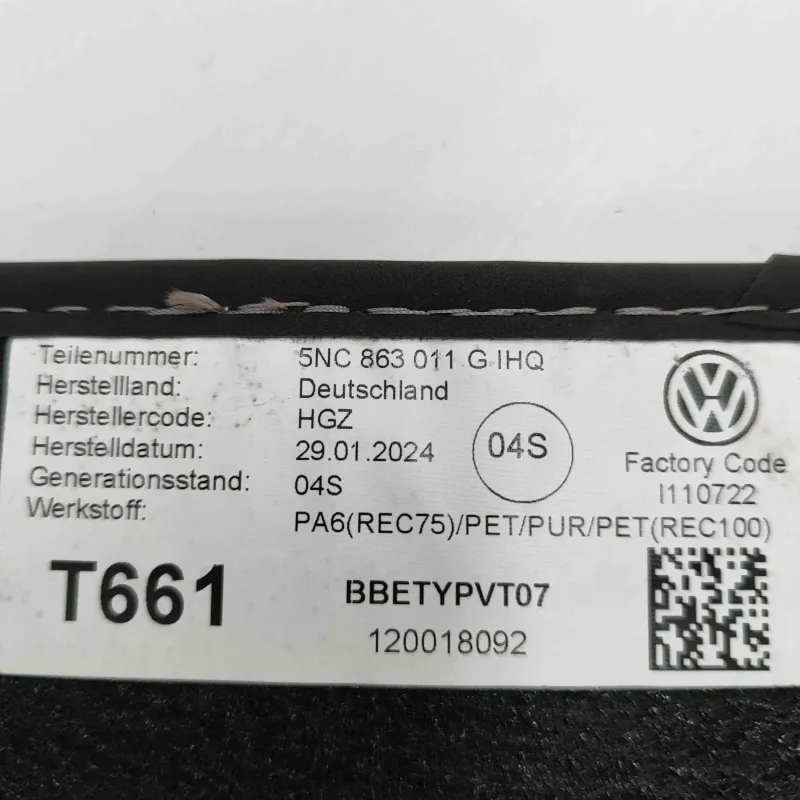 Teilenummer: 5NC 863 011 G IHQ
Herstellland: Deutschland
Herstellercode: HGZ
Herstelldatum: 29.01.2024
Generationsstand: 04S
Werkstoff: PA6(REC75)/PET/PUR/PET(REC100)
04S
VW
Factory Code
I110722
T661
BBETYPVT07
120018092